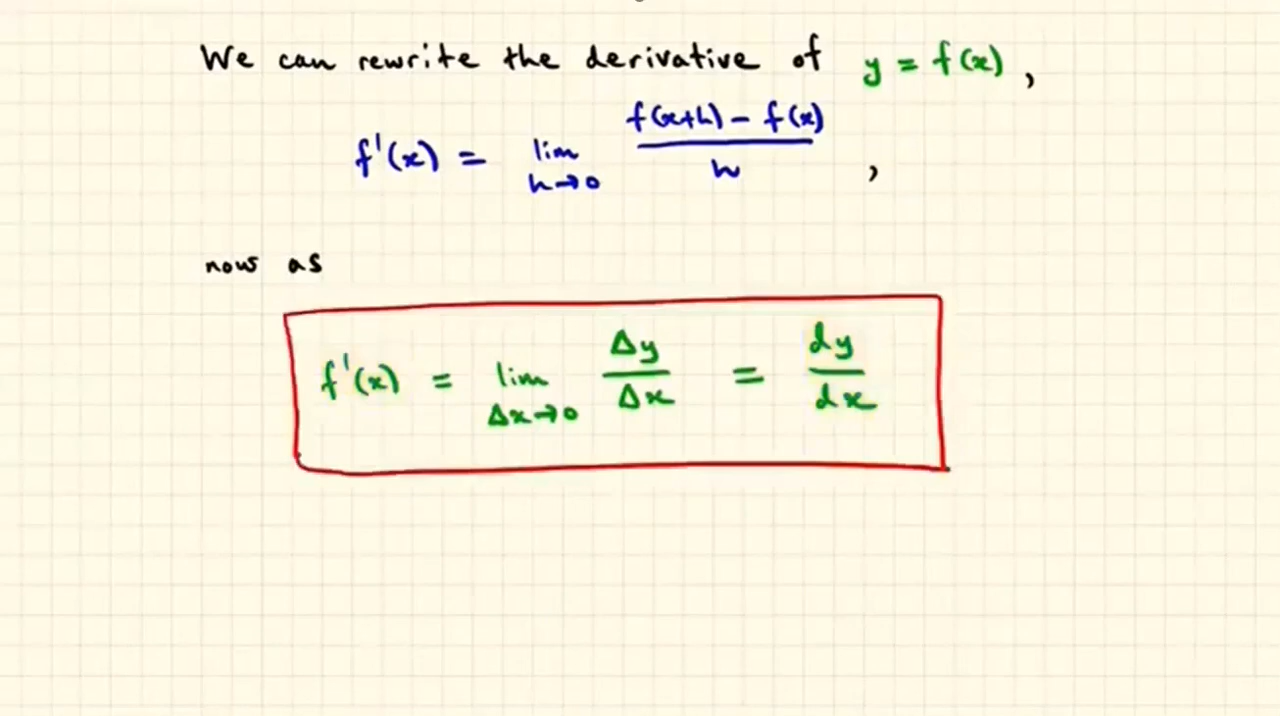 We can rewrite the derivative of y = f(x),
f'(x) = lim h→0 f(x+h) - f(x) / h ,
now as
f'(x) = lim Δx→0 Δy / Δx = dy / dx